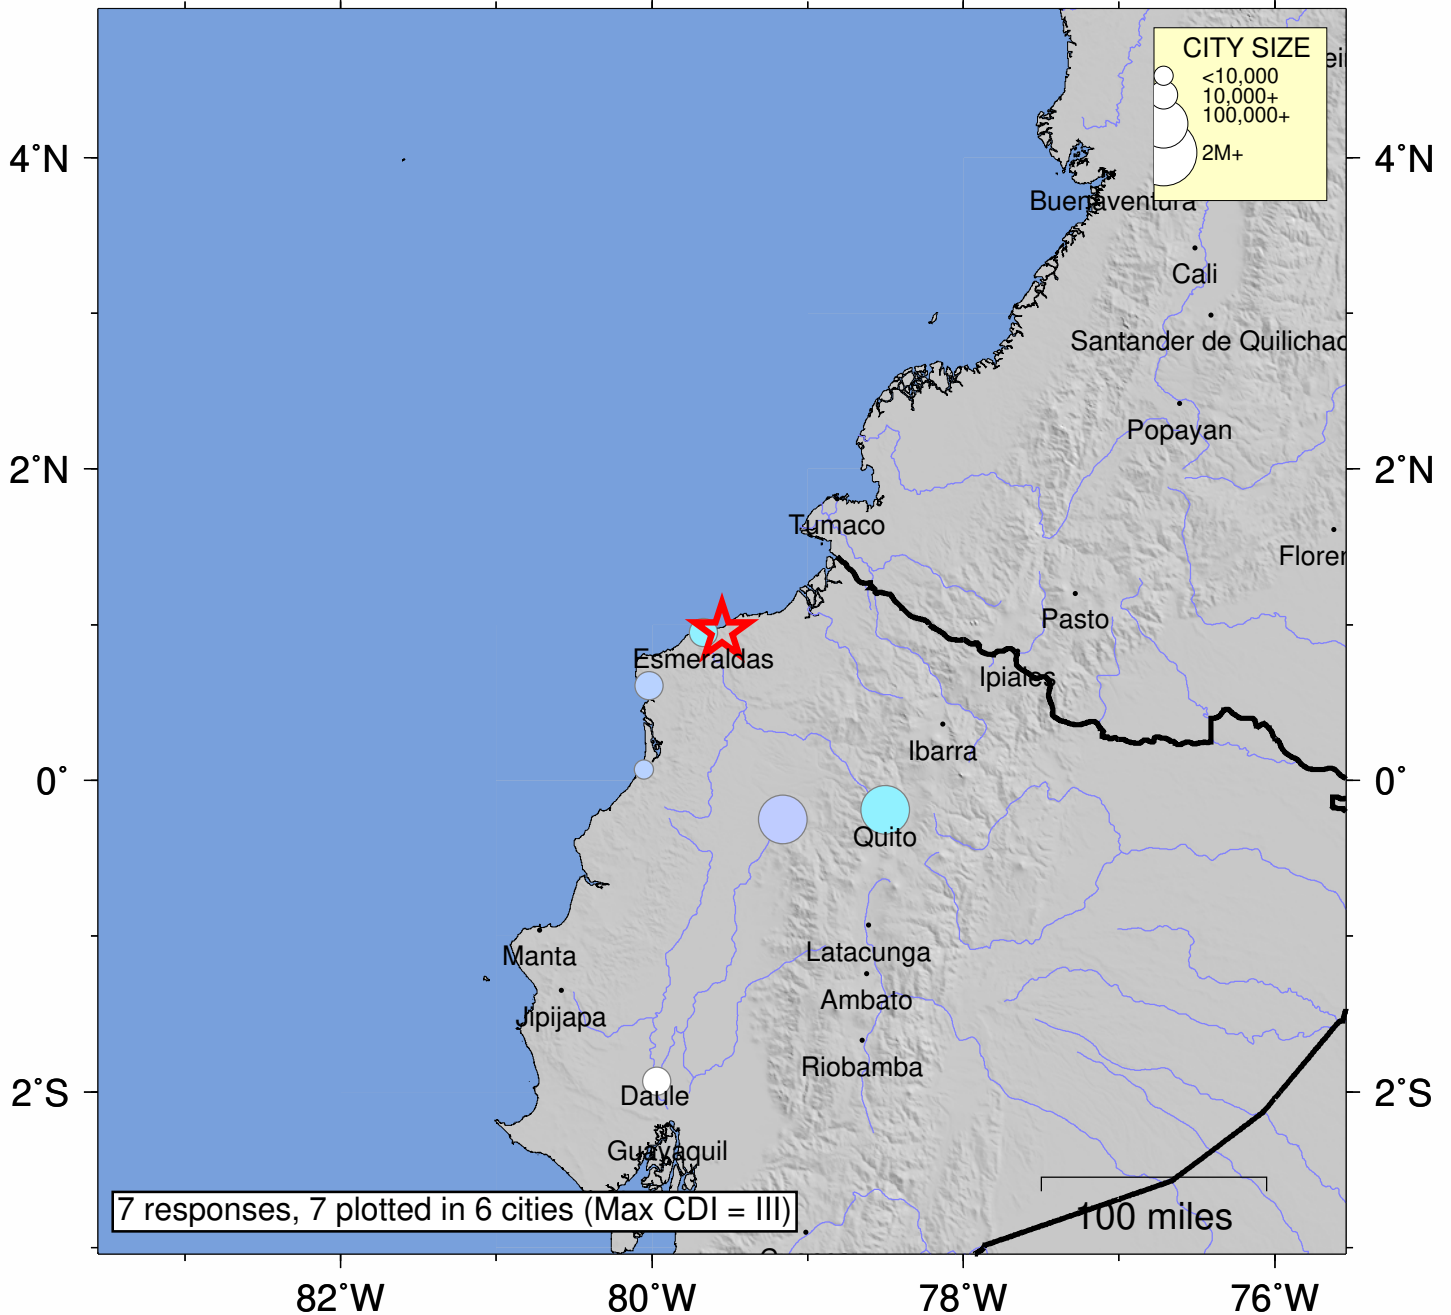 CITY SIZE
<10,000
10,000+
100,000+
2M+
4˚N
4˚N
Buenaventura
Cali
Santander de Quilichao
Popayan
2˚N
2˚N
Tumaco
Pasto
Esmeraldas
Ipiales
Ibarra
0˚
0˚
Quito
Manta
Latacunga
Ambato
Jipijapa
Riobamba
2˚S
2˚S
Daule
Guayaquil
7 responses, 7 plotted in 6 cities (Max CDI = III)
100 miles
82˚W
80˚W
78˚W
76˚W